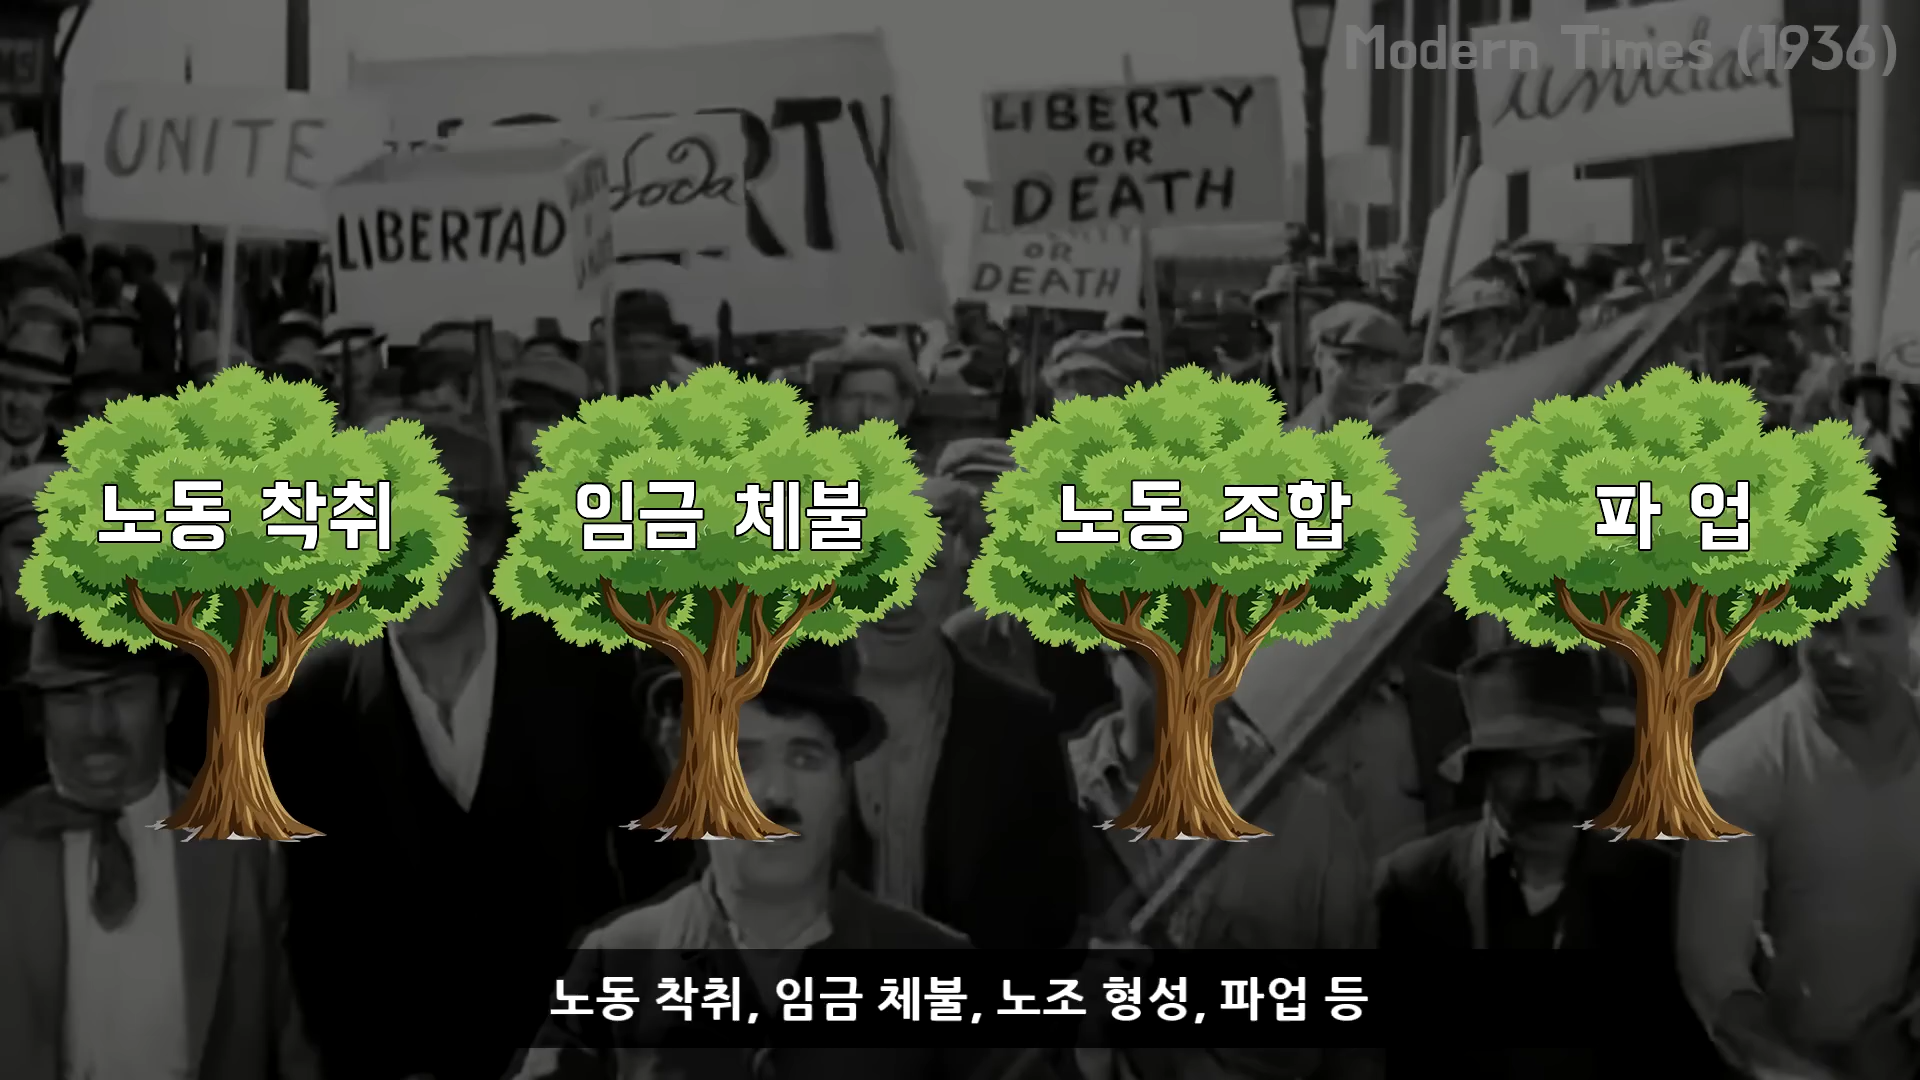 Modern Times (1936)
UNITE
LIBERTAD
RTY
LIBERTY
OR
DEATH
unidad
OR
DEATH
노동 착취
임금 체불
노동 조합
파 업
노동 착취, 임금 체불, 노조 형성, 파업 등